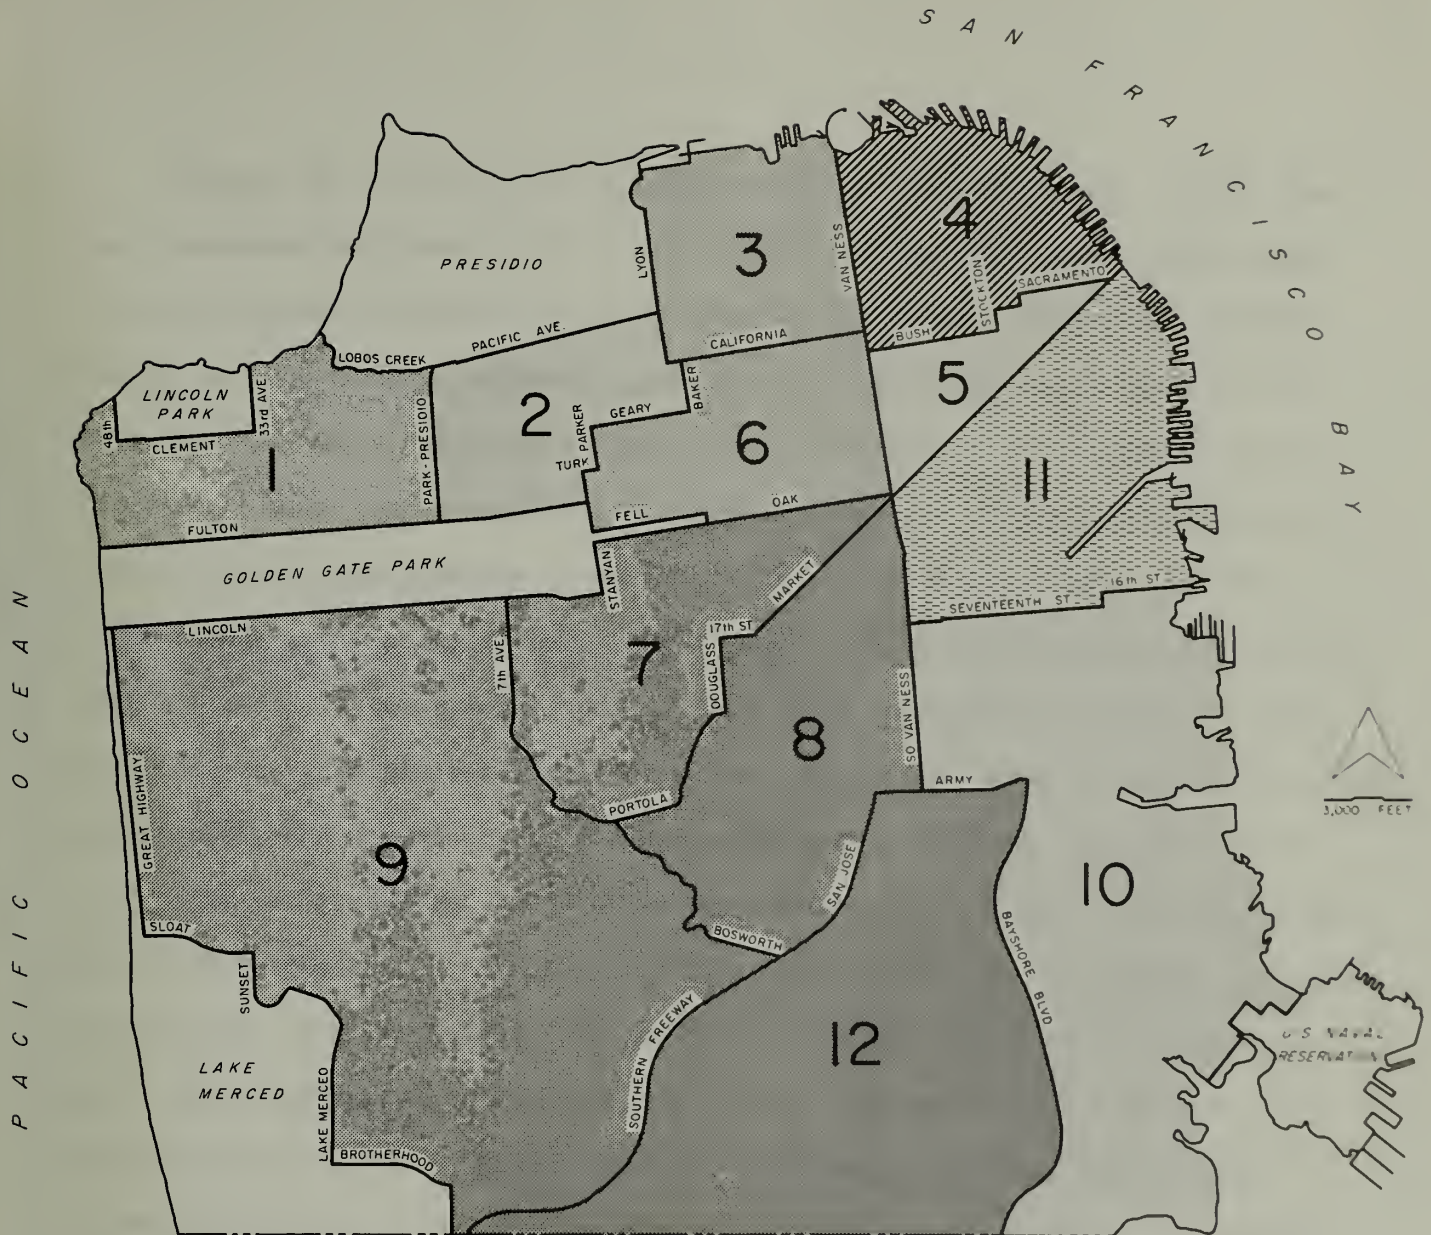 SAN FRANCISCO BAY
PACIFIC OCEAN
PRESIDIO
LYON
3
VAN NESS
4
STOCKTON
SACRAMENTO
BUSH
PACIFIC AVE.
CALIFORNIA
LOBOS CREEK
LINCOLN
PARK
33rd AVE
48th
CLEMENT
1
PARK-PRESIDIO
2
PARKER
GEARY
BAKER
TURK
6
5
11
FULTON
FELL
OAK
GOLDEN GATE PARK
STANYAN
MARKET
16th ST
SEVENTEENTH ST
LINCOLN
7th AVE
7
17th ST
DOUGLASS
8
SO VAN NESS
GREAT HIGHWAY
PORTOLA
ARMY
3,000 FEET
9
SAN JOSE
10
SLOAT
BOSWORTH
BAYSHORE BLVD
SUNSET
SOUTHERN FREEWAY
12
U S NAVAL
RESERVATION
LAKE
MERCED
LAKE MERCED
BROTHERHOOD